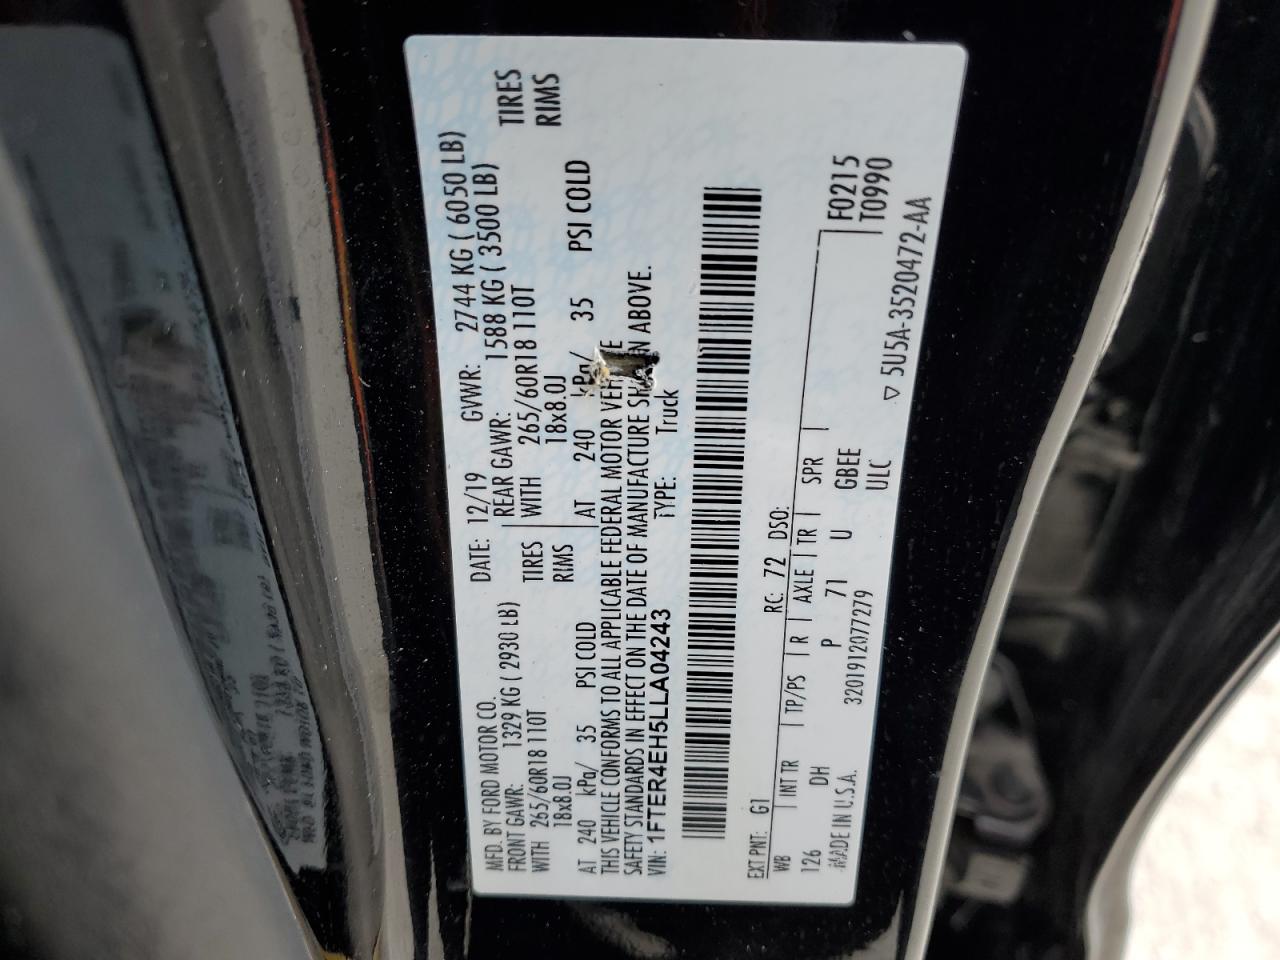 MFD. BY FORD MOTOR CO.
DATE: 12/19
GVWR: 2744 KG ( 6050 LB)
FRONT GAWR: 1329 KG ( 2930 LB)
REAR GAWR: 1588 KG ( 3500 LB)
WITH 265/60R18 110T TIRES
WITH 265/60R18 110T TIRES
18x8.0J RIMS
18x8.0J RIMS
AT 240 kPa/ 35 PSI COLD
AT 240 kPa/ 35 PSI COLD
THIS VEHICLE CONFORMS TO ALL APPLICABLE FEDERAL MOTOR VEHICLE
SAFETY STANDARDS IN EFFECT ON THE DATE OF MANUFACTURE SHOWN ABOVE.
VIN: 1FTER4EH5LLA04243
TYPE: Truck
EXT PNT: G1 RC: 72 DSO:
WB INT TR TP/PS R AXLE TR SPR
F0215
T0990
126 DH P 71 U GBEE
ULC
MADE IN U.S.A. 3201912077279 ▽ 5U5A-3520472-AA